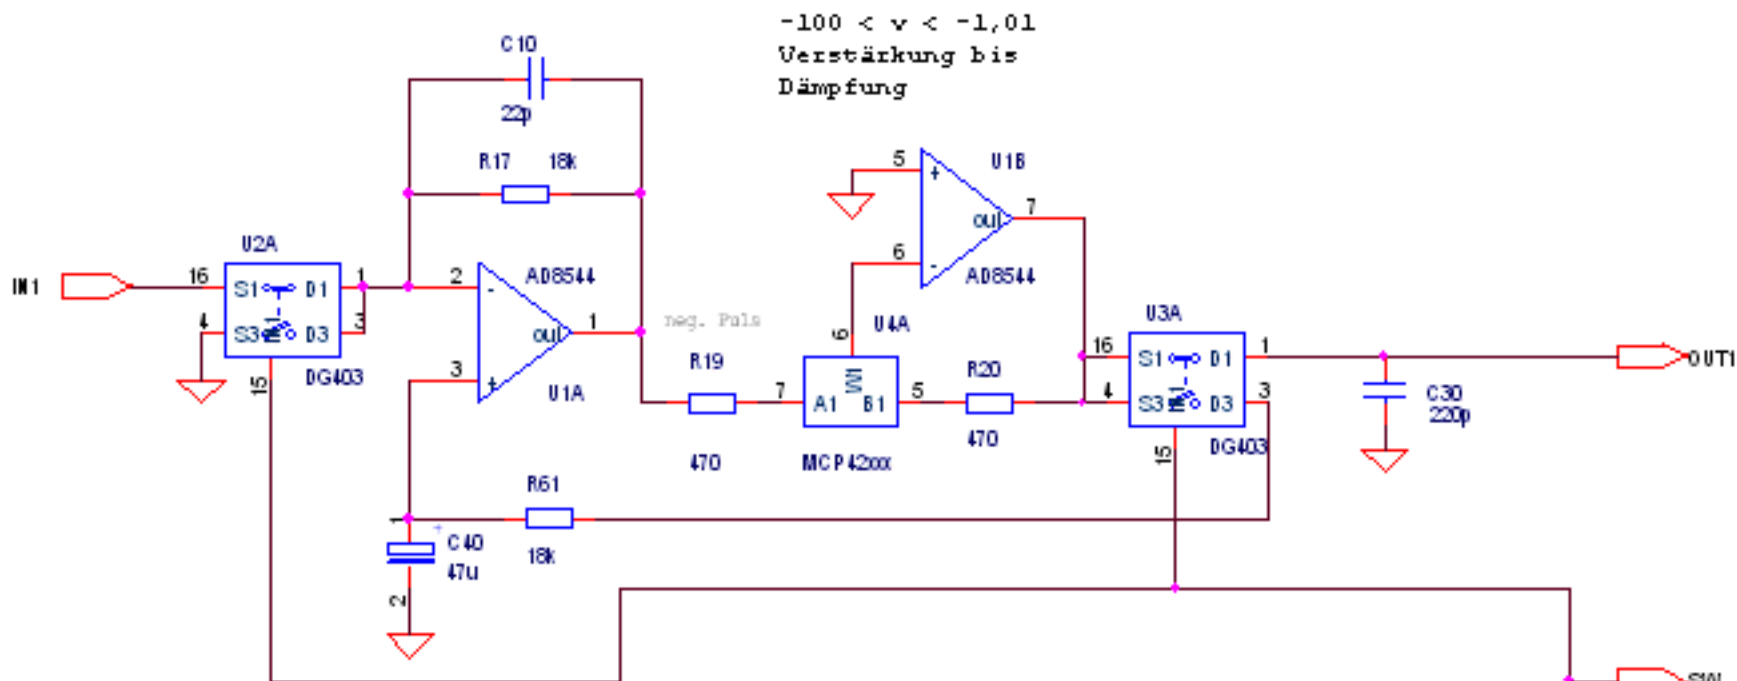 -100 < v < -1,01
Verstärkung bis
Dämpfung
C10
22p
R17 18k
U1B
5
+
out
7
6
-
AD8544
U2A
IN1
16
S1 D1
1
4
S3 D3
3
15
DG403
2
-
AD8544
out
1
3
+
U1A
neg. Puls
R19
470
6
U4A
7
A1 B1
5
MCP42xxx
R20
470
U3A
16
S1 D1
1
4
S3 D3
3
15
DG403
OUT1
C30
220p
R61
18k
1
+
C40
47u
2